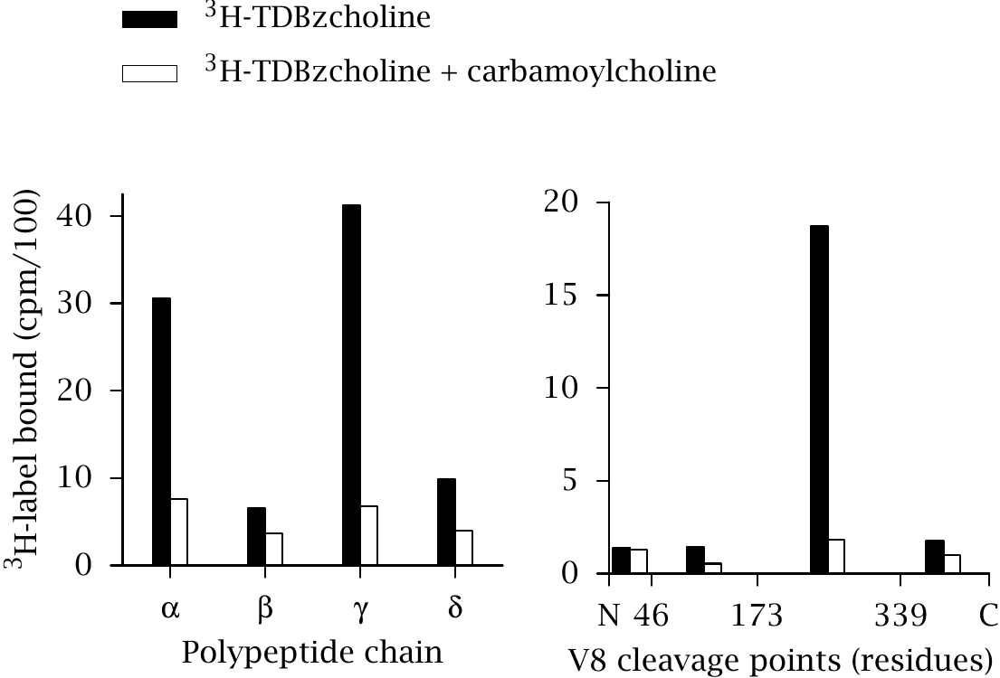 ³H-TDBzcholine
³H-TDBzcholine + carbamoylcholine
³H-label bound (cpm/100)
40
30
20
10
0
α β γ δ
Polypeptide chain
20
15
10
5
0
N 46 173 339 C
V8 cleavage points (residues)